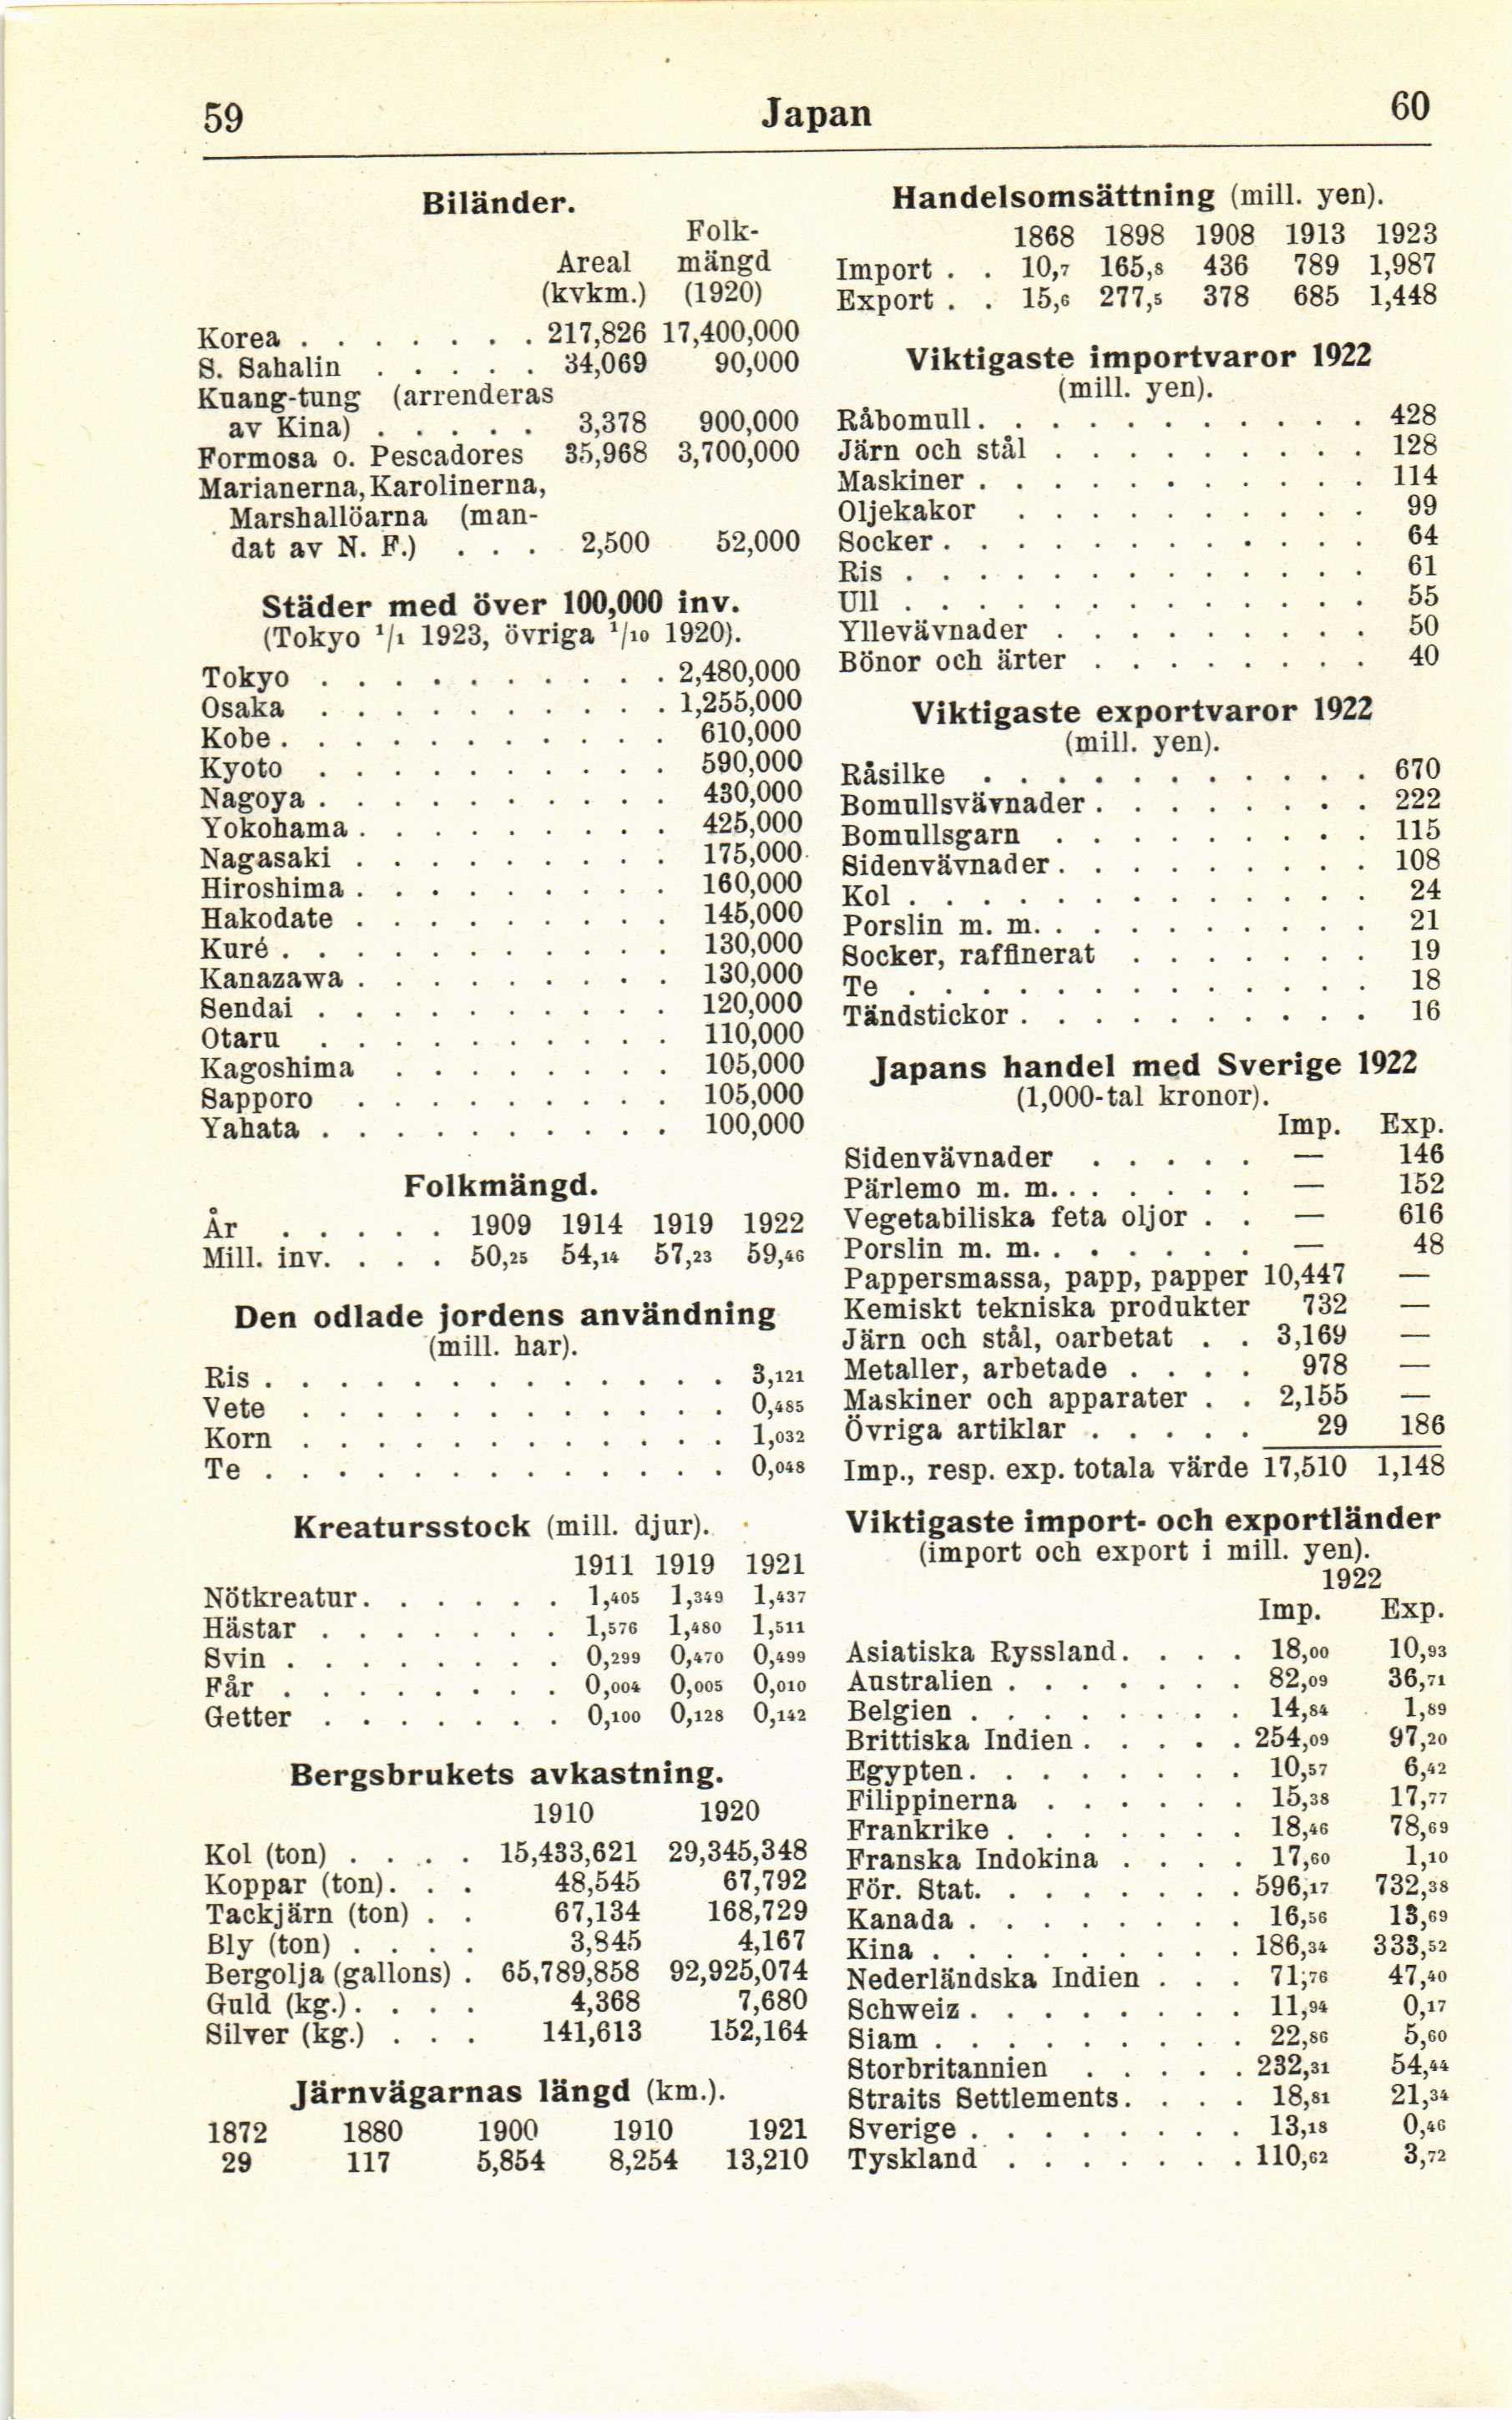 59 Japan 60
Biländer.
Folk-
Areal mängd
(kvkm.) (1920)
Korea . . . . . . . 217,826 17,400,000
S. Sahalin . . . . . 34,069 90,000
Kuang-tung (arrenderas
av Kina) . . . . . 3,378 900,000
Formosa o. Pescadores 35,968 3,700,000
Marianerna, Karolinerna,
Marshallöarna (man-
dat av N. F.) . . . 2,500 52,000
Städer med över 100,000 inv.
(Tokyo 1/1 1923, övriga 1/10 1920).
Tokyo . . . . . . . . . . 2,480,000
Osaka . . . . . . . . . . 1,255,000
Kobe . . . . . . . . . . . 610,000
Kyoto . . . . . . . . . . 590,000
Nagoya . . . . . . . . . . 430,000
Yokohama . . . . . . . . . 425,000
Nagasaki . . . . . . . . . 175,000
Hiroshima . . . . . . . . . 160,000
Hakodate . . . . . . . . . 145,000
Kuré . . . . . . . . . . . 130,000
Kanazawa . . . . . . . . . 130,000
Sendai . . . . . . . . . . 120,000
Otaru . . . . . . . . . . 110,000
Kagoshima . . . . . . . . 105,000
Sapporo . . . . . . . . . 105,000
Yahata . . . . . . . . . . 100,000
Folkmängd.
År . . . . . 1909 1914 1919 1922
Mill. inv. . . . . 50,25 54,14 57,23 59,46
Den odlade jordens användning
(mill. har).
Ris . . . . . . . . . . . . . 3,121
Vete . . . . . . . . . . . . 0,485
Korn . . . . . . . . . . . . 1,032
Te . . . . . . . . . . . . . 0,048
Kreatursstock (mill. djur).
1911 1919 1921
Nötkreatur. . . . . . 1,405 1,349 1,437
Hästar . . . . . . . 1,576 1,480 1,511
Svin . . . . . . . . 0,299 0,470 0,499
Får . . . . . . . . 0,004 0,005 0,010
Getter . . . . . . . 0,100 0,128 0,142
Bergsbrukets avkastning.
1910 1920
Kol (ton) . . . . 15,433,621 29,345,348
Koppar (ton). . . 48,545 67,792
Tackjärn (ton) . . 67,134 168,729
Bly (ton) . . . . 3,845 4,167
Bergolja (gallons) . 65,789,858 92,925,074
Guld (kg.). . . . 4,368 7,680
Silver (kg.) . . . 141,613 152,164
Järnvägarnas längd (km.).
1872 1880 1900 1910 1921
29 117 5,854 8,254 13,210
Handelsomsättning (mill. yen).
1868 1898 1908 1913 1923
Import . . 10,7 165,8 436 789 1,987
Export . . 15,6 277,5 378 685 1,448
Viktigaste importvaror 1922
(mill. yen).
Råbomull. . . . . . . . . . . 428
Järn och stål . . . . . . . . . 128
Maskiner . . . . . . . . . . . 114
Oljekakor . . . . . . . . . . 99
Socker . . . . . . . . . . . . 64
Ris . . . . . . . . . . . . . 61
Ull . . . . . . . . . . . . . 55
Yllevävnader . . . . . . . . . 50
Bönor och ärter . . . . . . . . 40
Viktigaste exportvaror 1922
(mill. yen).
Råsilke . . . . . . . . . . . 670
Bomullsvävnader . . . . . . . . 222
Bomullsgarn . . . . . . . . . 115
Sidenvävnader . . . . . . . . . 108
Kol . . . . . . . . . . . . . 24
Porslin m. m. . . . . . . . . . 21
Socker, raffinerat . . . . . . . 19
Te . . . . . . . . . . . . . 18
Tändstickor . . . . . . . . . . 16
Japans handel med Sverige 1922
(1,000-tal kronor).
Imp. Exp.
Sidenvävnader . . . . . — 146
Pärlemo m. m. . . . . . . — 152
Vegetabiliska feta oljor . . — 616
Porslin m. m. . . . . . . — 48
Pappersmassa, papp, papper 10,447 —
Kemiskt tekniska produkter 732 —
Järn och stål, oarbetat . . 3,169 —
Metaller, arbetade . . . . 978 —
Maskiner och apparater . . 2,155 —
Övriga artiklar . . . . . 29 186
Imp., resp. exp. totala värde 17,510 1,148
Viktigaste import- och exportländer
(import och export i mill. yen).
1922
Imp. Exp.
Asiatiska Ryssland. . . . 18,00 10,93
Australien . . . . . . . 82,09 36,71
Belgien . . . . . . . . 14,84 1,89
Brittiska Indien . . . . . 254,09 97,20
Egypten. . . . . . . . 10,57 6,42
Filippinerna . . . . . . 15,38 17,77
Frankrike . . . . . . . 18,46 78,69
Franska Indokina . . . . 17,60 1,10
För. Stat. . . . . . . . 596,17 732,38
Kanada . . . . . . . . 16,56 13,69
Kina . . . . . . . . . 186,34 333,52
Nederländska Indien . . . 71,76 47,40
Schweiz . . . . . . . . 11,94 0,17
Siam . . . . . . . . . 22,86 5,60
Storbritannien . . . . . 232,31 54,44
Straits Settlements. . . . 18,81 21,34
Sverige . . . . . . . . 13,18 0,46
Tyskland . . . . . . . 110,62 3,72